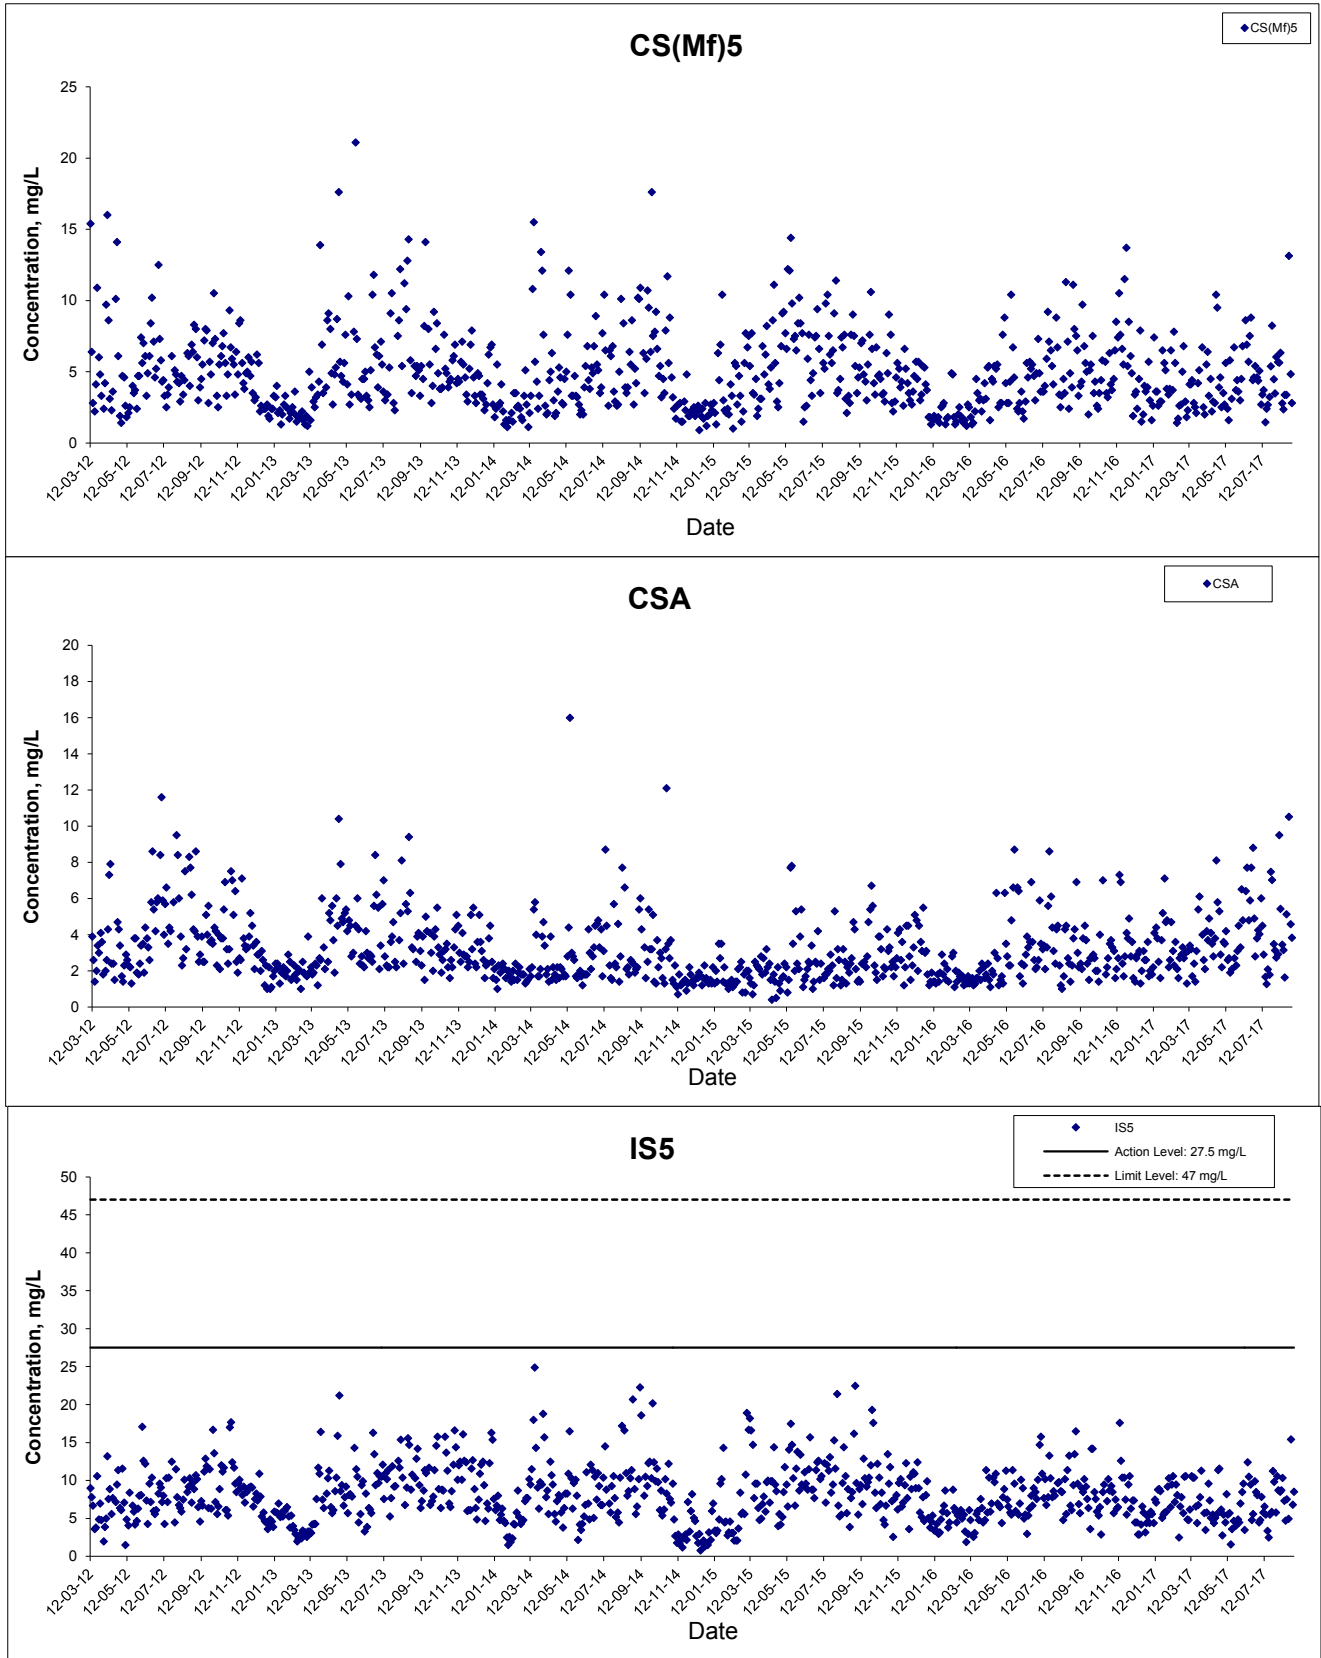 CS(Mf)5
CS(Mf)5
Concentration, mg/L
25
20
15
10
5
0
12-03-12 12-05-12 12-07-12 12-09-12 12-11-12 12-01-13 12-03-13 12-05-13 12-07-13 12-09-13 12-11-13 12-01-14 12-03-14 12-05-14 12-07-14 12-09-14 12-11-14 12-01-15 12-03-15 12-05-15 12-07-15 12-09-15 12-11-15 12-01-16 12-03-16 12-05-16 12-07-16 12-09-16 12-11-16 12-01-17 12-03-17 12-05-17 12-07-17
Date
CSA
CSA
Concentration, mg/L
20
18
16
14
12
10
8
6
4
2
0
12-03-12 12-05-12 12-07-12 12-09-12 12-11-12 12-01-13 12-03-13 12-05-13 12-07-13 12-09-13 12-11-13 12-01-14 12-03-14 12-05-14 12-07-14 12-09-14 12-11-14 12-01-15 12-03-15 12-05-15 12-07-15 12-09-15 12-11-15 12-01-16 12-03-16 12-05-16 12-07-16 12-09-16 12-11-16 12-01-17 12-03-17 12-05-17 12-07-17
Date
IS5
IS5
Action Level: 27.5 mg/L
Limit Level: 47 mg/L
Concentration, mg/L
50
45
40
35
30
25
20
15
10
5
0
12-03-12 12-05-12 12-07-12 12-09-12 12-11-12 12-01-13 12-03-13 12-05-13 12-07-13 12-09-13 12-11-13 12-01-14 12-03-14 12-05-14 12-07-14 12-09-14 12-11-14 12-01-15 12-03-15 12-05-15 12-07-15 12-09-15 12-11-15 12-01-16 12-03-16 12-05-16 12-07-16 12-09-16 12-11-16 12-01-17 12-03-17 12-05-17 12-07-17
Date